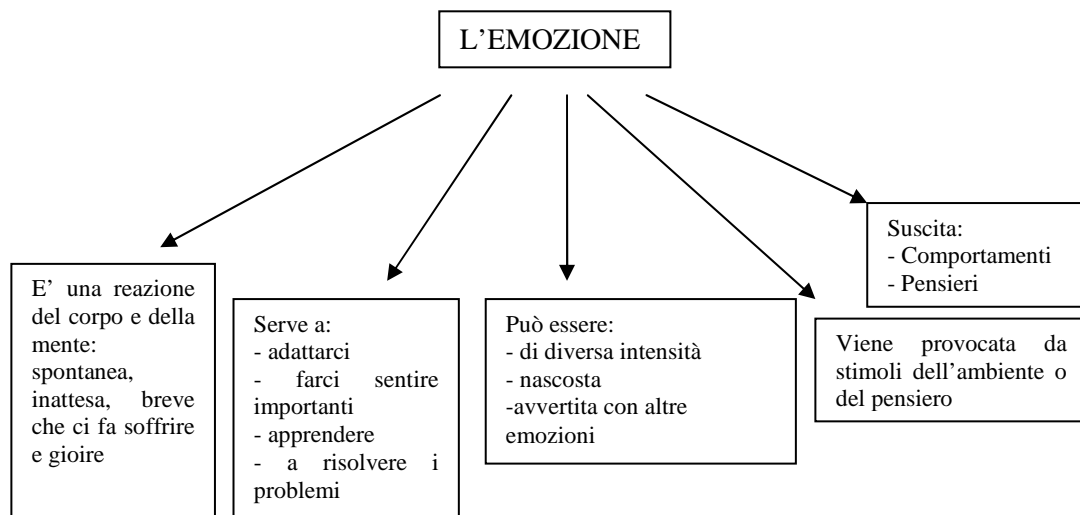 L’EMOZIONE
E’ una reazione
del corpo e della
mente:
spontanea,
inattesa, breve
che ci fa soffrire
e gioire
Serve a:
- adattarci
- farci sentire
importanti
- apprendere
- a risolvere i
problemi
Può essere:
- di diversa intensità
- nascosta
-avvertita con altre
emozioni
Viene provocata da
stimoli dell’ambiente o
del pensiero
Suscita:
- Comportamenti
- Pensieri